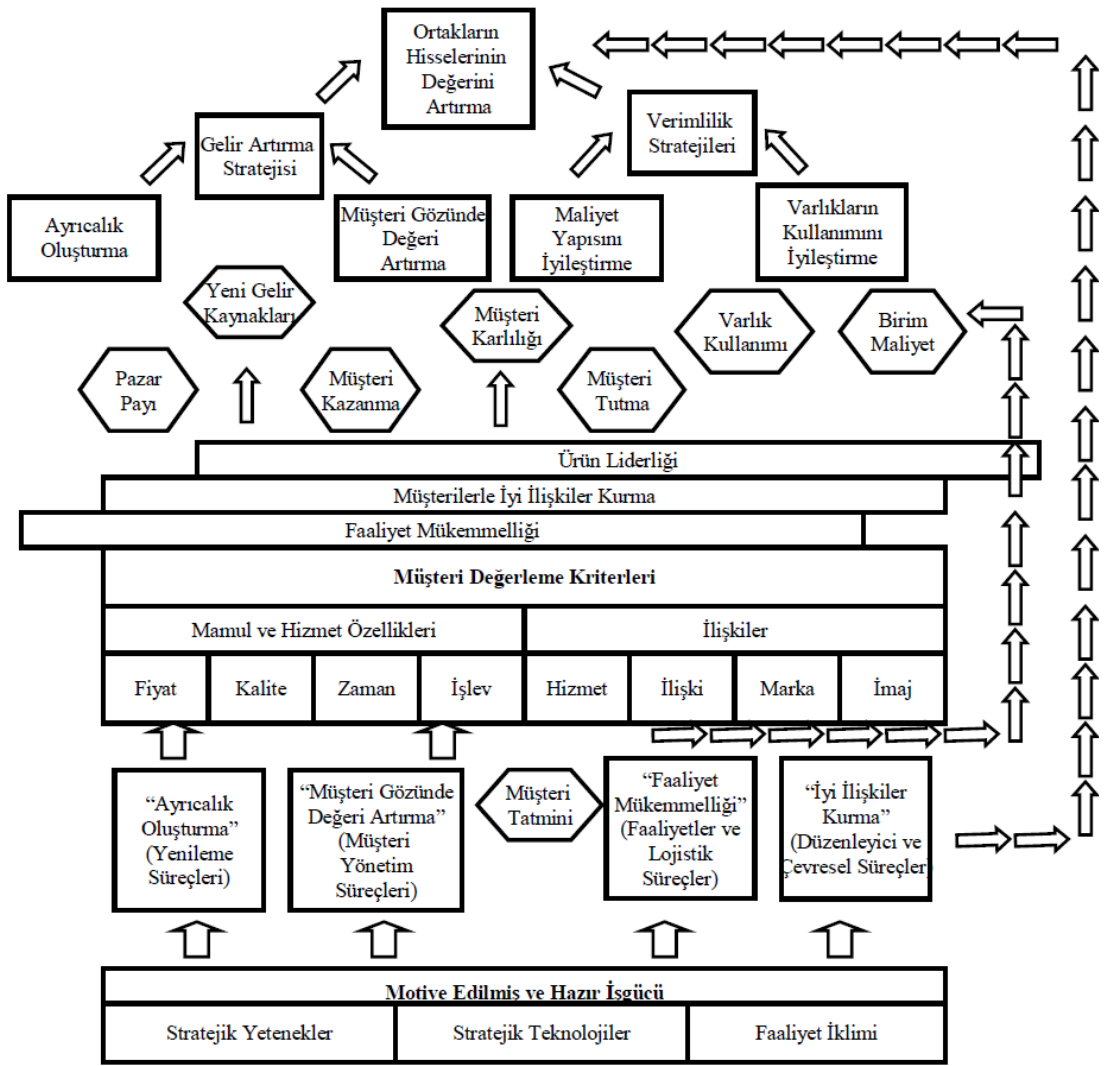 Ortakların
Hisselerinin
Değerini
Artırma
Gelir Artırma
Stratejisi
Verimlilik
Stratejileri
Ayrıcalık
Oluşturma
Müşteri Gözünde
Değeri
Artırma
Maliyet
Yapısını
İyileştirme
Varlıkların
Kullanımını
İyileştirme
Yeni Gelir
Kaynakları
Müşteri
Karlılığı
Varlık
Kullanımı
Birim
Maliyet
Pazar
Payı
Müşteri
Kazanma
Müşteri
Tutma
Ürün Liderliği
Müşterilerle İyi İlişkiler Kurma
Faaliyet Mükemmelliği
Müşteri Değerleme Kriterleri
Mamul ve Hizmet Özellikleri
İlişkiler
Fiyat
Kalite
Zaman
İşlev
Hizmet
İlişki
Marka
İmaj
“Ayrıcalık
Oluşturma”
(Yenileme
Süreçleri)
“Müşteri Gözünde
Değeri Artırma”
(Müşteri
Yönetim
Süreçleri)
Müşteri
Tatmini
“Faaliyet
Mükemmelliği”
(Faaliyetler ve
Lojistik
Süreçler)
“İyi İlişkiler
Kurma”
(Düzenleyici ve
Çevresel Süreçler)
Motive Edilmiş ve Hazır İşgücü
Stratejik Yetenekler
Stratejik Teknolojiler
Faaliyet İklimi